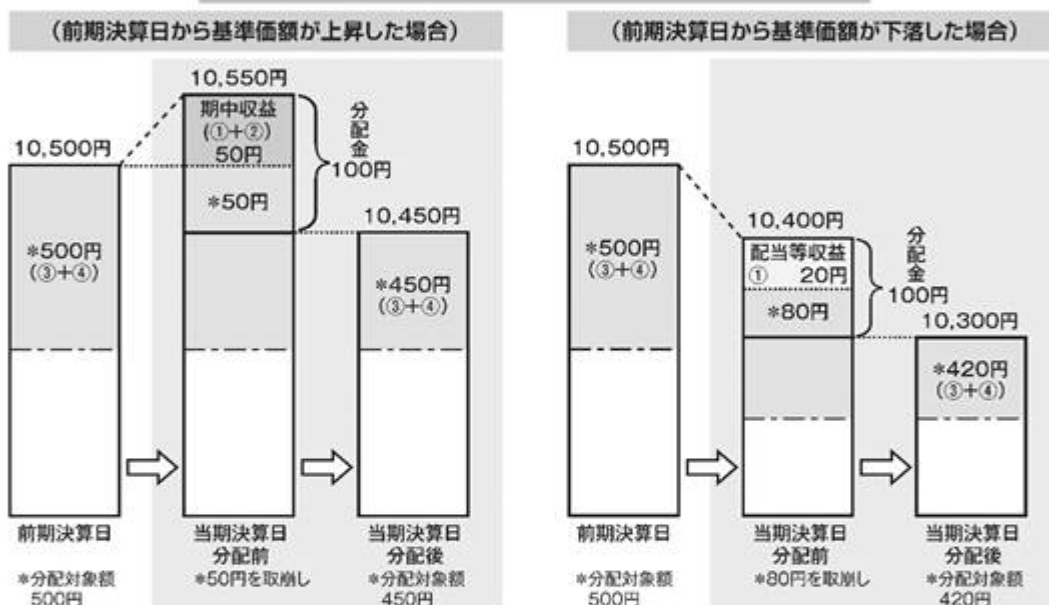 (前期決算日から基準価額が上昇した場合)
10,550円
期中収益
(①+②)
50円
*50円
分配金
100円
10,500円
*500円
(③+④)
10,450円
*450円
(③+④)
前期決算日
当期決算日
分配前
当期決算日
分配後
*分配対象額
500円
*50円を取崩し
*分配対象額
450円
(前期決算日から基準価額が下落した場合)
10,500円
*500円
(③+④)
10,400円
配当等収益
① 20円
*80円
分配金
100円
10,300円
*420円
(③+④)
前期決算日
当期決算日
分配前
当期決算日
分配後
*分配対象額
500円
*80円を取崩し
*分配対象額
420円